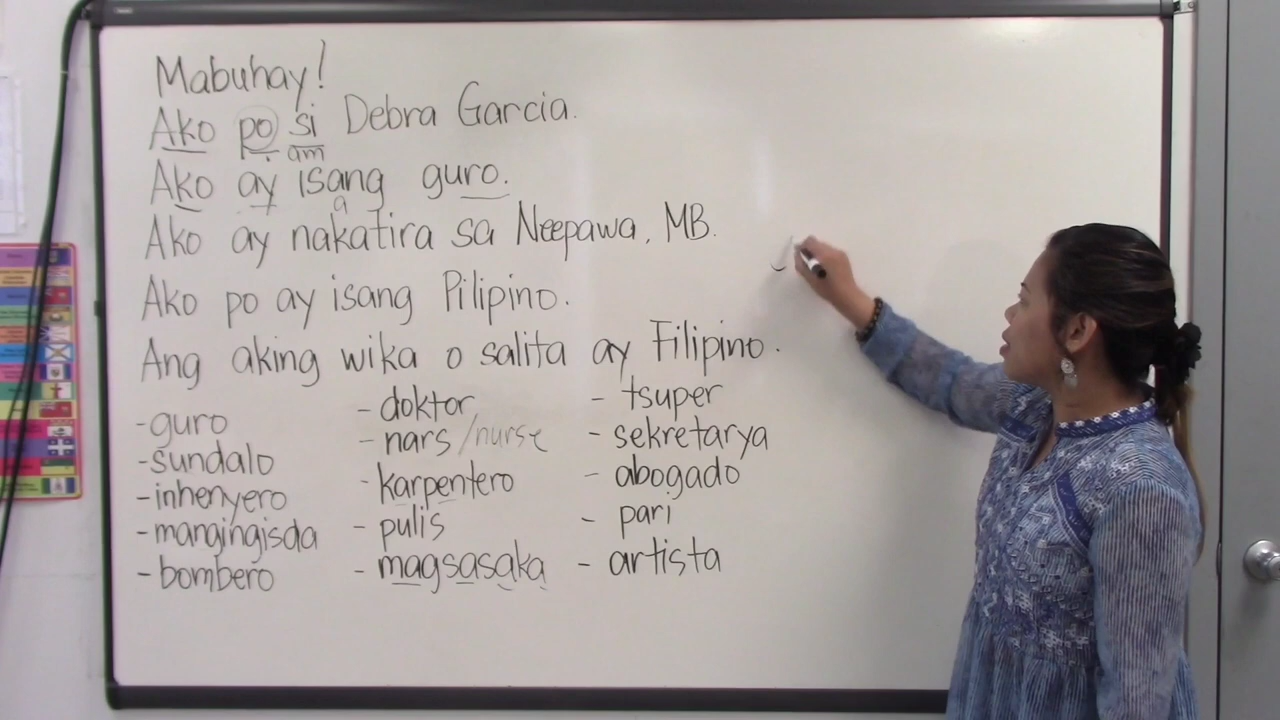 Mabuhay!
Ako po si Debra Garcia.
am
Ako ay isang guro.
a
Ako ay nakatira sa Neepawa, MB.
Ako po ay isang Pilipino.
Ang aking wika o salita ay Filipino.
- guro
- sundalo
- inhenyero
- mangingisda
- bombero
- doktor
- nars / nurse
- karpentero
- pulis
- magsasaka
- tsuper
- sekretarya
- abogado
- pari
- artista